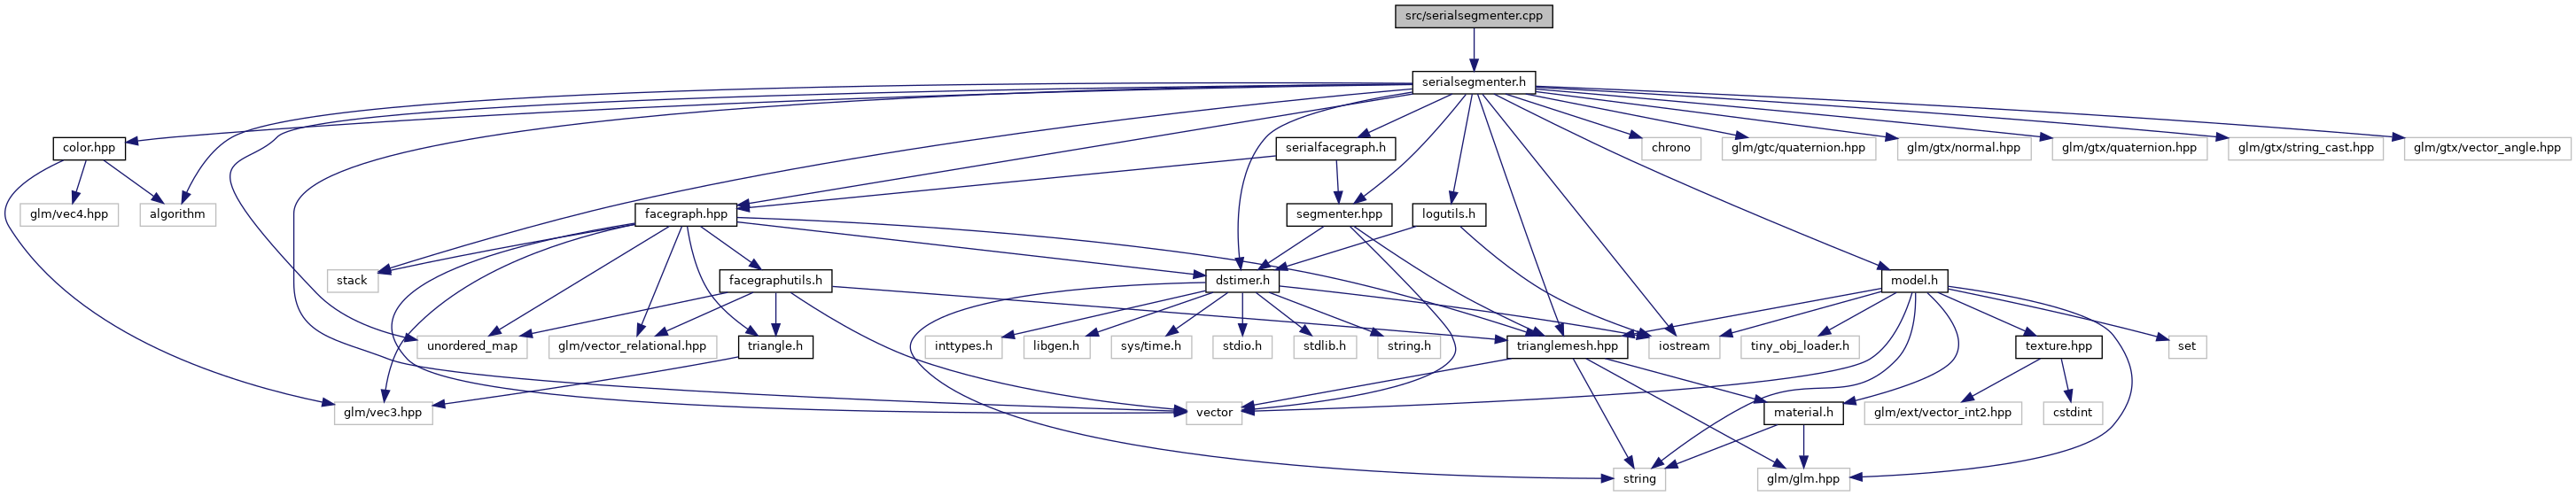 src/serialsegmenter.cpp
serialsegmenter.h
color.hpp
serialfacegraph.h
chrono
glm/gtc/quaternion.hpp
glm/gtx/normal.hpp
glm/gtx/quaternion.hpp
glm/gtx/string_cast.hpp
glm/gtx/vector_angle.hpp
glm/vec4.hpp
algorithm
facegraph.hpp
segmenter.hpp
logutils.h
stack
facegraphutils.h
dstimer.h
model.h
unordered_map
glm/vector_relational.hpp
triangle.h
inttypes.h
libgen.h
sys/time.h
stdio.h
stdlib.h
string.h
trianglemesh.hpp
iostream
tiny_obj_loader.h
texture.hpp
set
glm/vec3.hpp
vector
material.h
glm/ext/vector_int2.hpp
cstdint
string
glm/glm.hpp